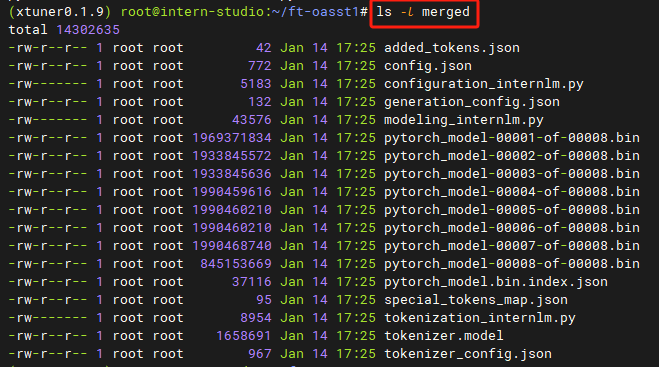 (xtuner0.1.9) root@intern-studio:~/ft-oasst1# ls -l merged
total 14302635
-rw-r--r-- 1 root root 42 Jan 14 17:25 added_tokens.json
-rw-r--r-- 1 root root 772 Jan 14 17:25 config.json
-rw------- 1 root root 5183 Jan 14 17:25 configuration_internlm.py
-rw-r--r-- 1 root root 132 Jan 14 17:25 generation_config.json
-rw------- 1 root root 43576 Jan 14 17:25 modeling_internlm.py
-rw-r--r-- 1 root root 1969371834 Jan 14 17:25 pytorch_model-00001-of-00008.bin
-rw-r--r-- 1 root root 1933845572 Jan 14 17:25 pytorch_model-00002-of-00008.bin
-rw-r--r-- 1 root root 1933845636 Jan 14 17:25 pytorch_model-00003-of-00008.bin
-rw-r--r-- 1 root root 1990459616 Jan 14 17:25 pytorch_model-00004-of-00008.bin
-rw-r--r-- 1 root root 1990460210 Jan 14 17:25 pytorch_model-00005-of-00008.bin
-rw-r--r-- 1 root root 1990460210 Jan 14 17:25 pytorch_model-00006-of-00008.bin
-rw-r--r-- 1 root root 1990468740 Jan 14 17:25 pytorch_model-00007-of-00008.bin
-rw-r--r-- 1 root root 845153669 Jan 14 17:25 pytorch_model-00008-of-00008.bin
-rw-r--r-- 1 root root 37116 Jan 14 17:25 pytorch_model.bin.index.json
-rw-r--r-- 1 root root 95 Jan 14 17:25 special_tokens_map.json
-rw------- 1 root root 8954 Jan 14 17:25 tokenization_internlm.py
-rw-r--r-- 1 root root 1658691 Jan 14 17:25 tokenizer.model
-rw-r--r-- 1 root root 967 Jan 14 17:25 tokenizer_config.json